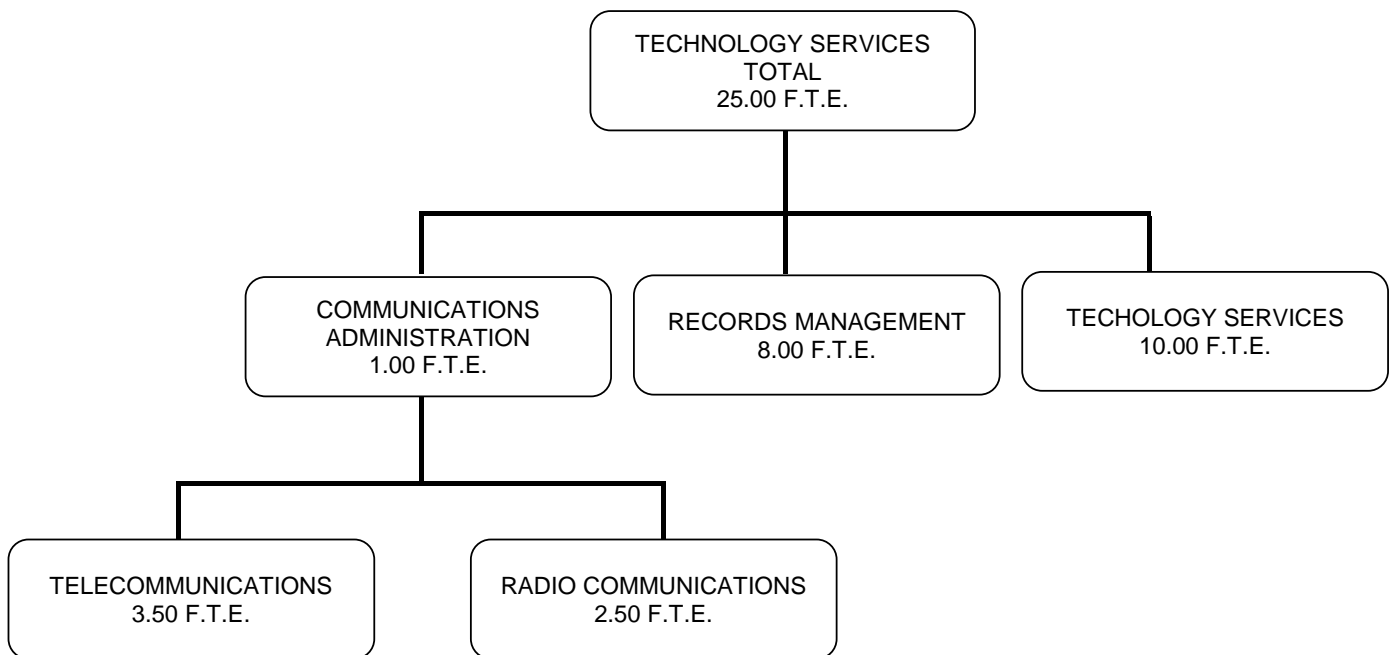 TECHNOLOGY SERVICES
TOTAL
25.00 F.T.E.
COMMUNICATIONS
ADMINISTRATION
1.00 F.T.E.
RECORDS MANAGEMENT
8.00 F.T.E.
TECHOLOGY SERVICES
10.00 F.T.E.
TELECOMMUNICATIONS
3.50 F.T.E.
RADIO COMMUNICATIONS
2.50 F.T.E.